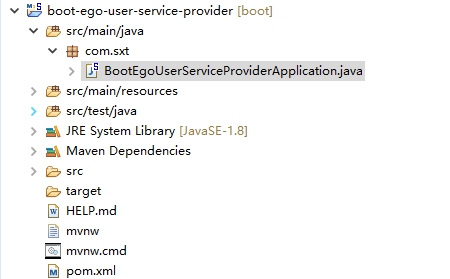 boot-ego-user-service-provider [boot]
src/main/java
com.sxt
BootEgoUserServiceProviderApplication.java
src/main/resources
src/test/java
JRE System Library [JavaSE-1.8]
Maven Dependencies
src
target
HELP.md
mvnw
mvnw.cmd
pom.xml